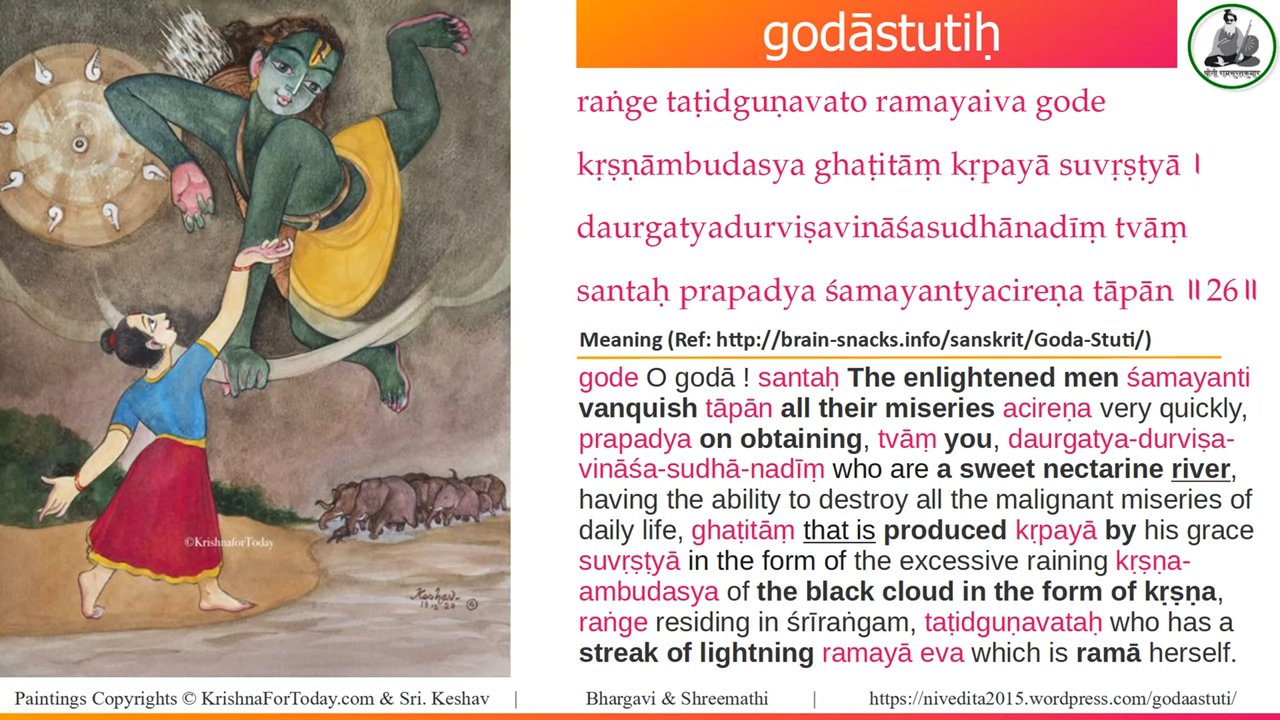 godāstutiḥ
योगी रामसुरतकुमार
raṅge taṭidguṇavato ramayaiva gode
kṛṣṇāmbudasya ghaṭitāṃ kṛpayā suvṛṣṭyā ।
daurgatyadurviṣavināśasudhānadīṃ tvāṃ
santaḥ prapadya śamayantyacireṇa tāpān ॥26॥
Meaning (Ref: http://brain-snacks.info/sanskrit/Goda-Stuti/)
gode O godā ! santaḥ The enlightened men śamayanti
vanquish tāpān all their miseries acireṇa very quickly,
prapadya on obtaining, tvāṃ you, daurgatya-durviṣa-
vināśa-sudhā-nadīṃ who are a sweet nectarine river,
having the ability to destroy all the malignant miseries of
daily life, ghaṭitāṃ that is produced kṛpayā by his grace
suvṛṣṭyā in the form of the excessive raining kṛṣṇa-
ambudasya of the black cloud in the form of kṛṣṇa,
raṅge residing in śrīraṅgam, taṭidguṇavataḥ who has a
streak of lightning ramayā eva which is ramā herself.
©KrishnaforToday
Keshav
Paintings Copyrights © KrishnaForToday.com & Sri. Keshav | Bhargavi & Shreemathi | https://nivedita2015.wordpress.com/godaastuti/